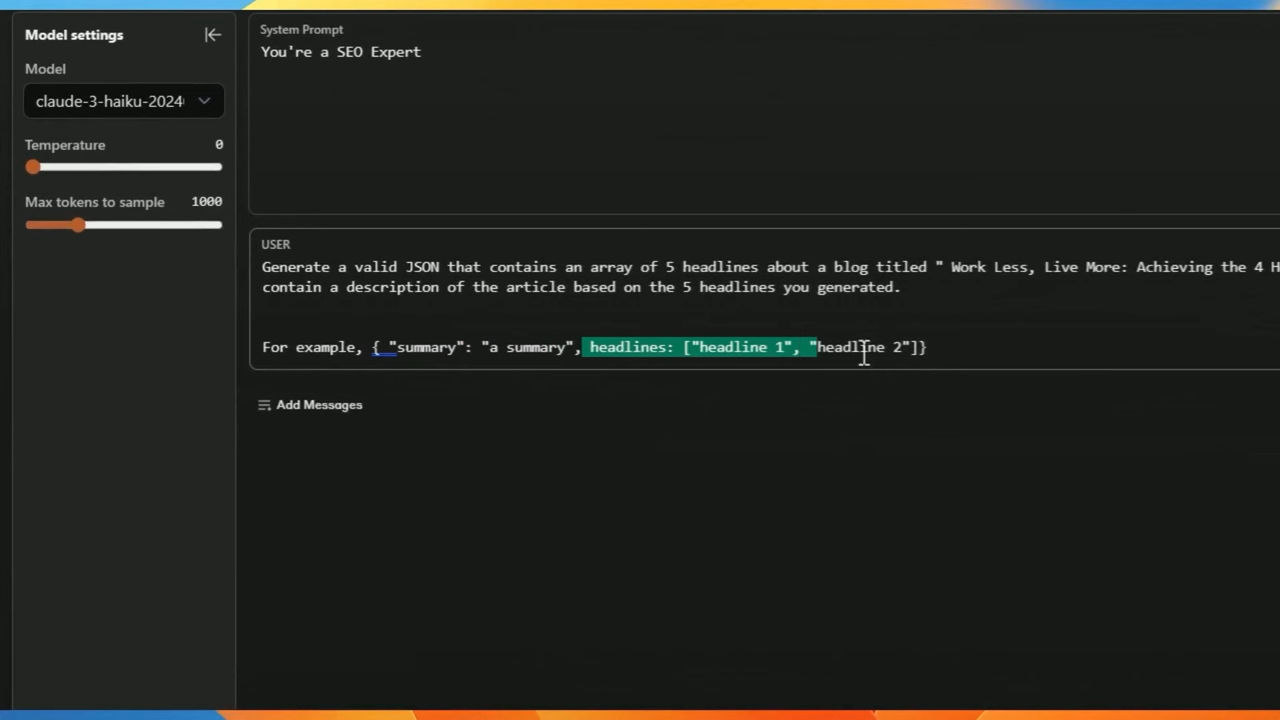 Model settings
Model
claude-3-haiku-2024
Temperature
0
Max tokens to sample
1000
System Prompt
You're a SEO Expert
USER
Generate a valid JSON that contains an array of 5 headlines about a blog titled " Work Less, Live More: Achieving the 4 H
contain a description of the article based on the 5 headlines you generated.
For example, { "summary": "a summary", headlines: ["headline 1", "headline 2"]}
Add Messages